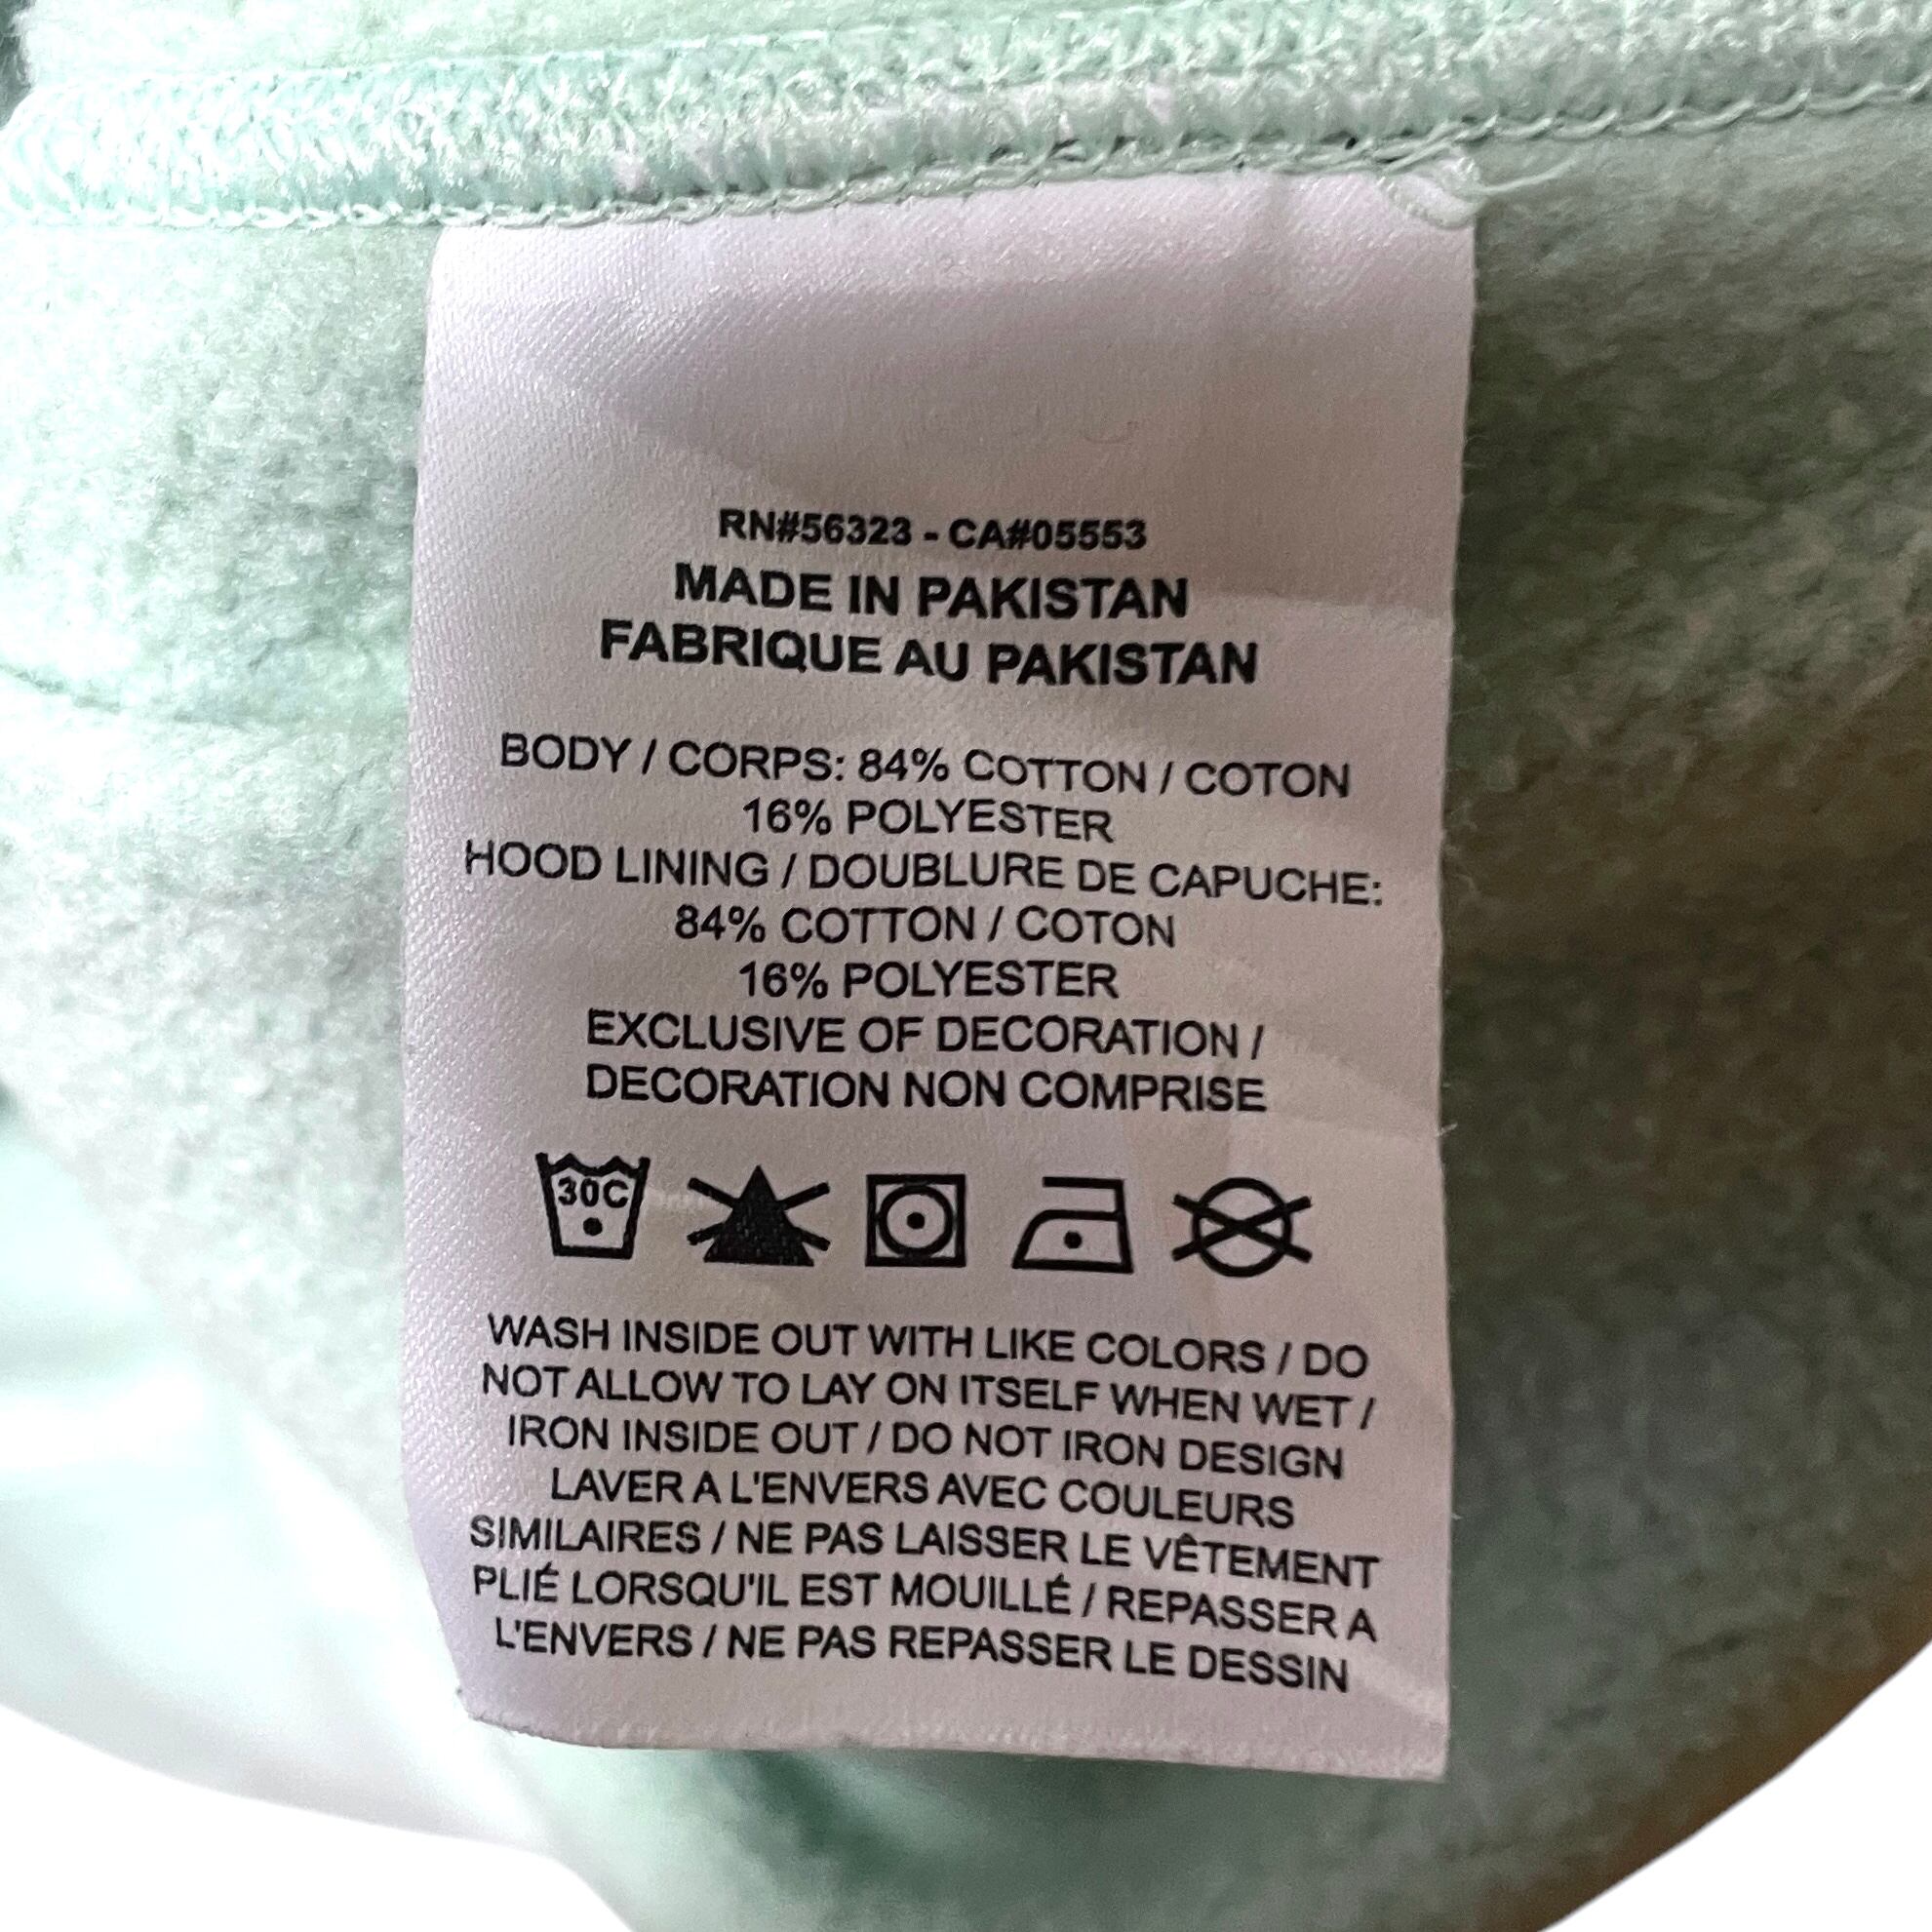 RN#56323 - CA#05553
MADE IN PAKISTAN
FABRIQUE AU PAKISTAN
BODY / CORPS: 84% COTTON / COTON
16% POLYESTER
HOOD LINING / DOUBLURE DE CAPUCHE:
84% COTTON / COTON
16% POLYESTER
EXCLUSIVE OF DECORATION /
DECORATION NON COMPRISE
30C
WASH INSIDE OUT WITH LIKE COLORS / DO
NOT ALLOW TO LAY ON ITSELF WHEN WET /
IRON INSIDE OUT / DO NOT IRON DESIGN
LAVER A L'ENVERS AVEC COULEURS
SIMILAIRES / NE PAS LAISSER LE VÊTEMENT
PLIÉ LORSQU'IL EST MOUILLÉ / REPASSER A
L'ENVERS / NE PAS REPASSER LE DESSIN